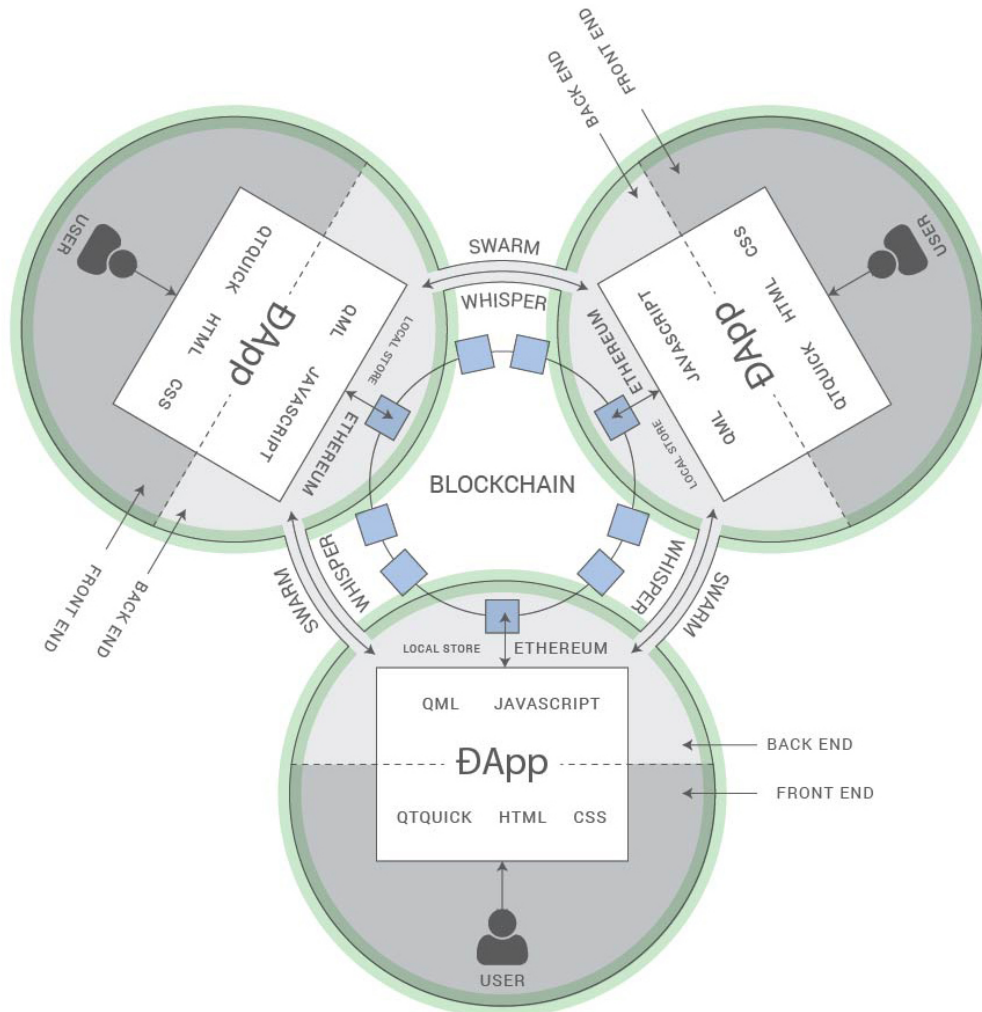 FRONT END
BACK END
USER
QTQUICK
HTML
CSS
ĐApp
QML
JAVASCRIPT
LOCAL STORE
ETHEREUM
FRONT END
BACK END
SWARM
WHISPER
USER
CSS
HTML
QTQUICK
ĐApp
JAVASCRIPT
QML
ETHEREUM
LOCAL STORE
BLOCKCHAIN
WHISPER
SWARM
WHISPER
SWARM
LOCAL STORE
ETHEREUM
QML JAVASCRIPT
ĐApp
QTQUICK HTML CSS
BACK END
FRONT END
USER